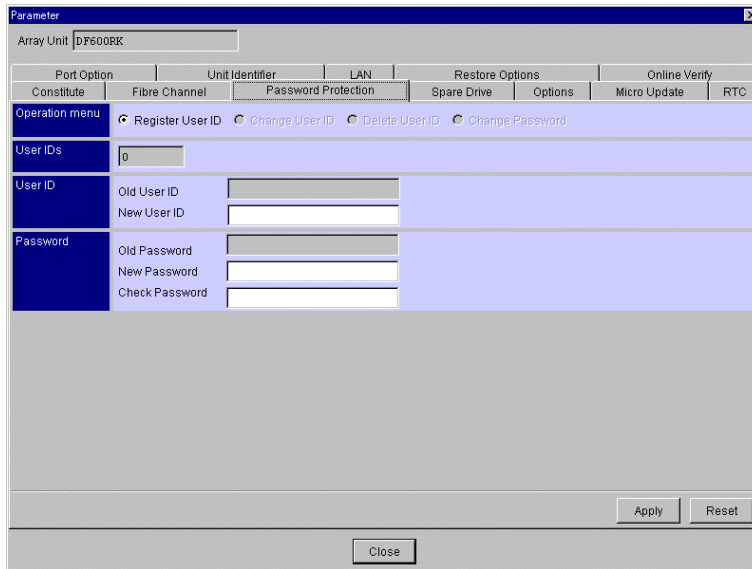 Parameter
Array Unit DF600RK
Port Option Unit Identifier LAN Restore Options Online Verify
Constitute Fibre Channel Password Protection Spare Drive Options Micro Update RTC
Operation menu Register User ID Change User ID Delete User ID Change Password
User IDs 0
User ID Old User ID
New User ID
Password Old Password
New Password
Check Password
Apply Reset
Close